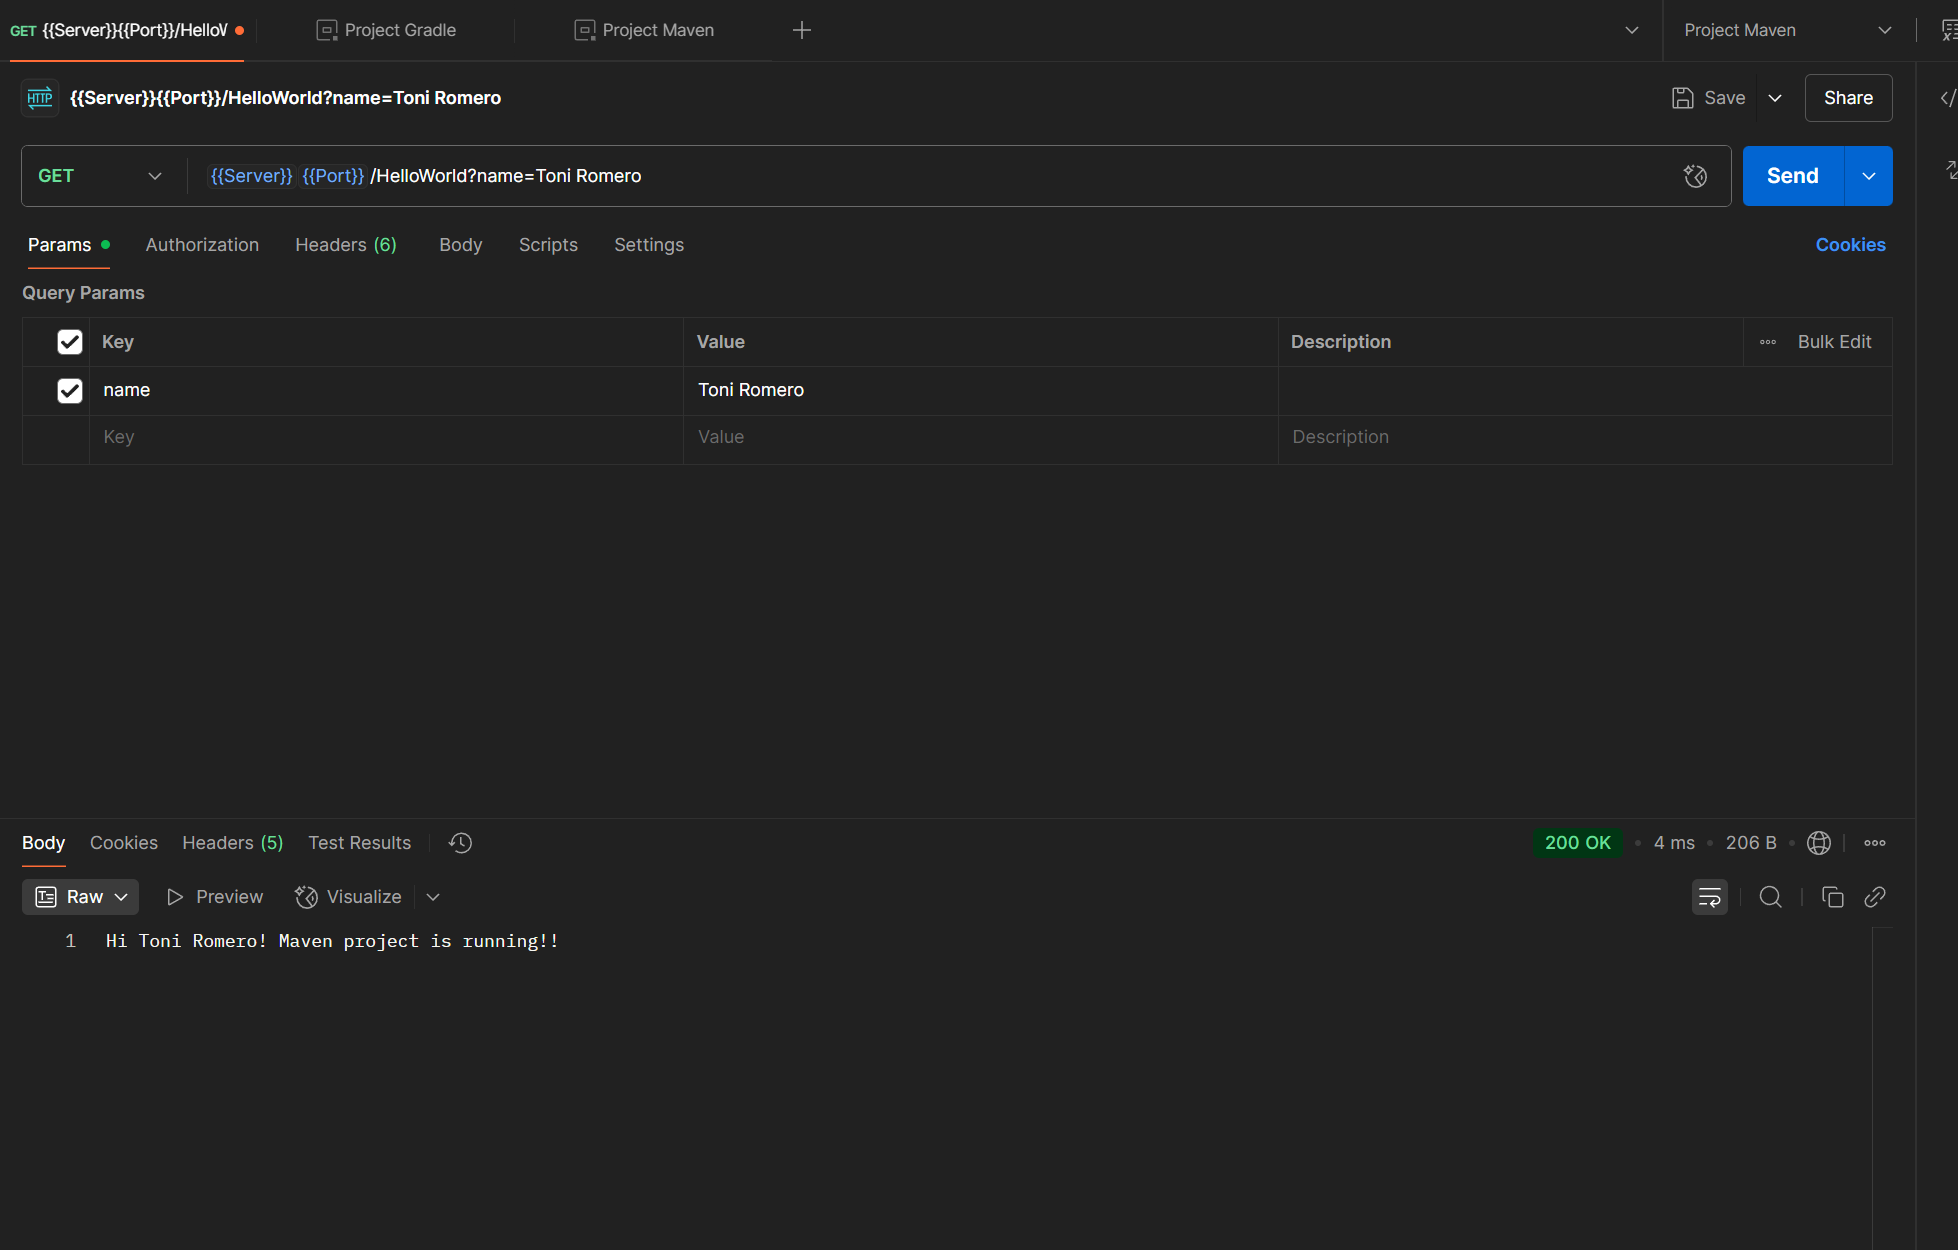 GET {{Server}}{{Port}}/HelloW
Project Gradle
Project Maven
Project Maven
HTTP {{Server}}{{Port}}/HelloWorld?name=Toni Romero
Save
Share
GET
{{Server}} {{Port}} /HelloWorld?name=Toni Romero
Send
Params
Authorization
Headers (6)
Body
Scripts
Settings
Cookies
Query Params
Key
Value
Description
Bulk Edit
name
Toni Romero
Key
Value
Description
Body
Cookies
Headers (5)
Test Results
200 OK
4 ms
206 B
Raw
Preview
Visualize
1 Hi Toni Romero! Maven project is running!!